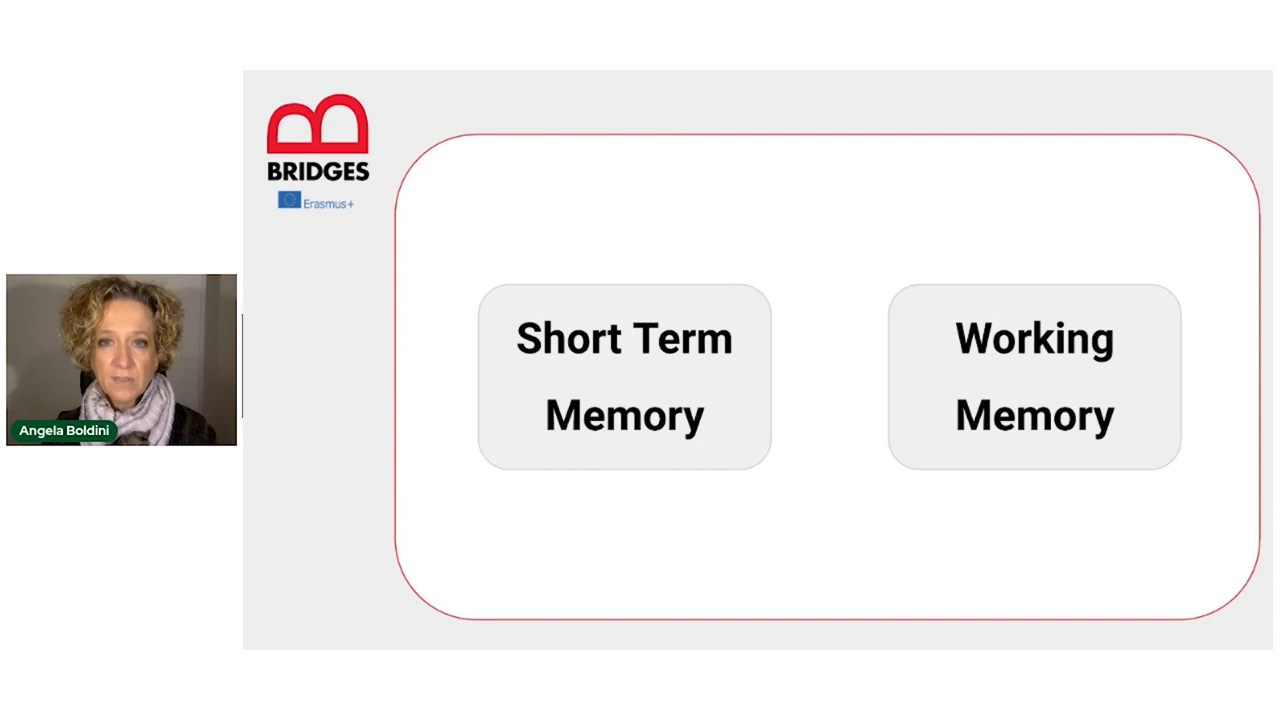 BRIDGES
Erasmus+
Short Term
Memory
Working
Memory
Angela Boldini